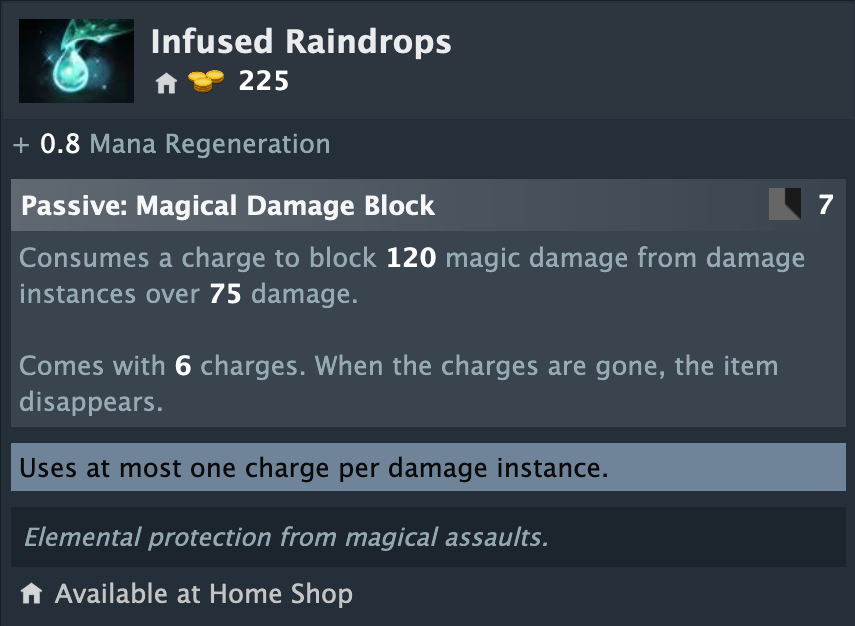 Infused Raindrops
225
+ 0.8 Mana Regeneration
Passive: Magical Damage Block 7
Consumes a charge to block 120 magic damage from damage
instances over 75 damage.
Comes with 6 charges. When the charges are gone, the item
disappears.
Uses at most one charge per damage instance.
Elemental protection from magical assaults.
Available at Home Shop